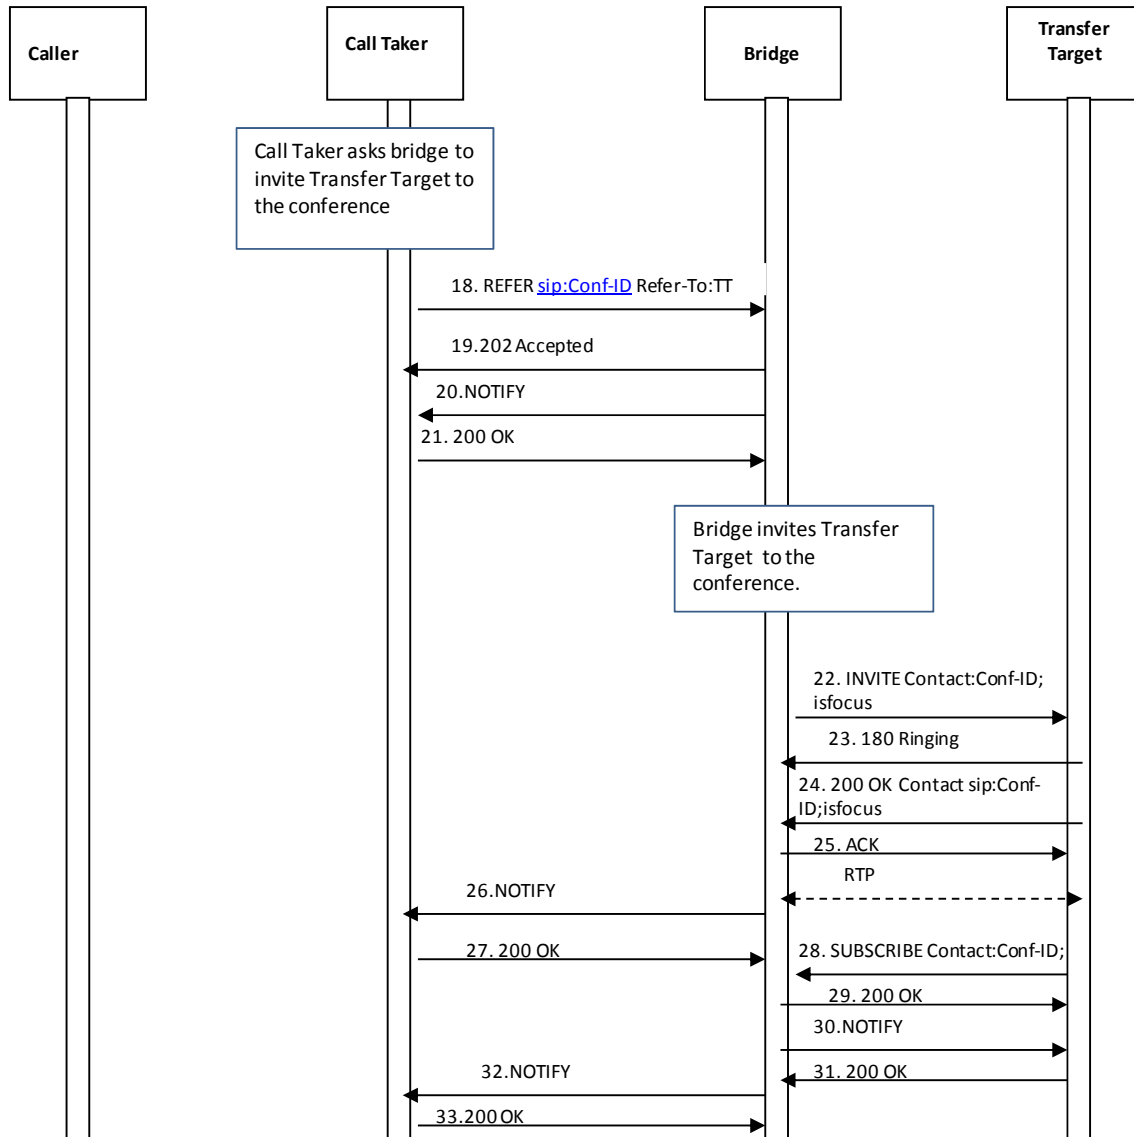 Caller
Call Taker
Bridge
Transfer
Target
Call Taker asks bridge to
invite Transfer Target to
the conference
18. REFER sip:Conf-ID Refer-To:TT
19.202 Accepted
20.NOTIFY
21. 200 OK
Bridge invites Transfer
Target to the
conference.
22. INVITE Contact:Conf-ID;
isfocus
23. 180 Ringing
24. 200 OK Contact sip:Conf-
ID;isfocus
25. ACK
RTP
26.NOTIFY
27. 200 OK
28. SUBSCRIBE Contact:Conf-ID;
29. 200 OK
30.NOTIFY
31. 200 OK
32.NOTIFY
33.200 OK